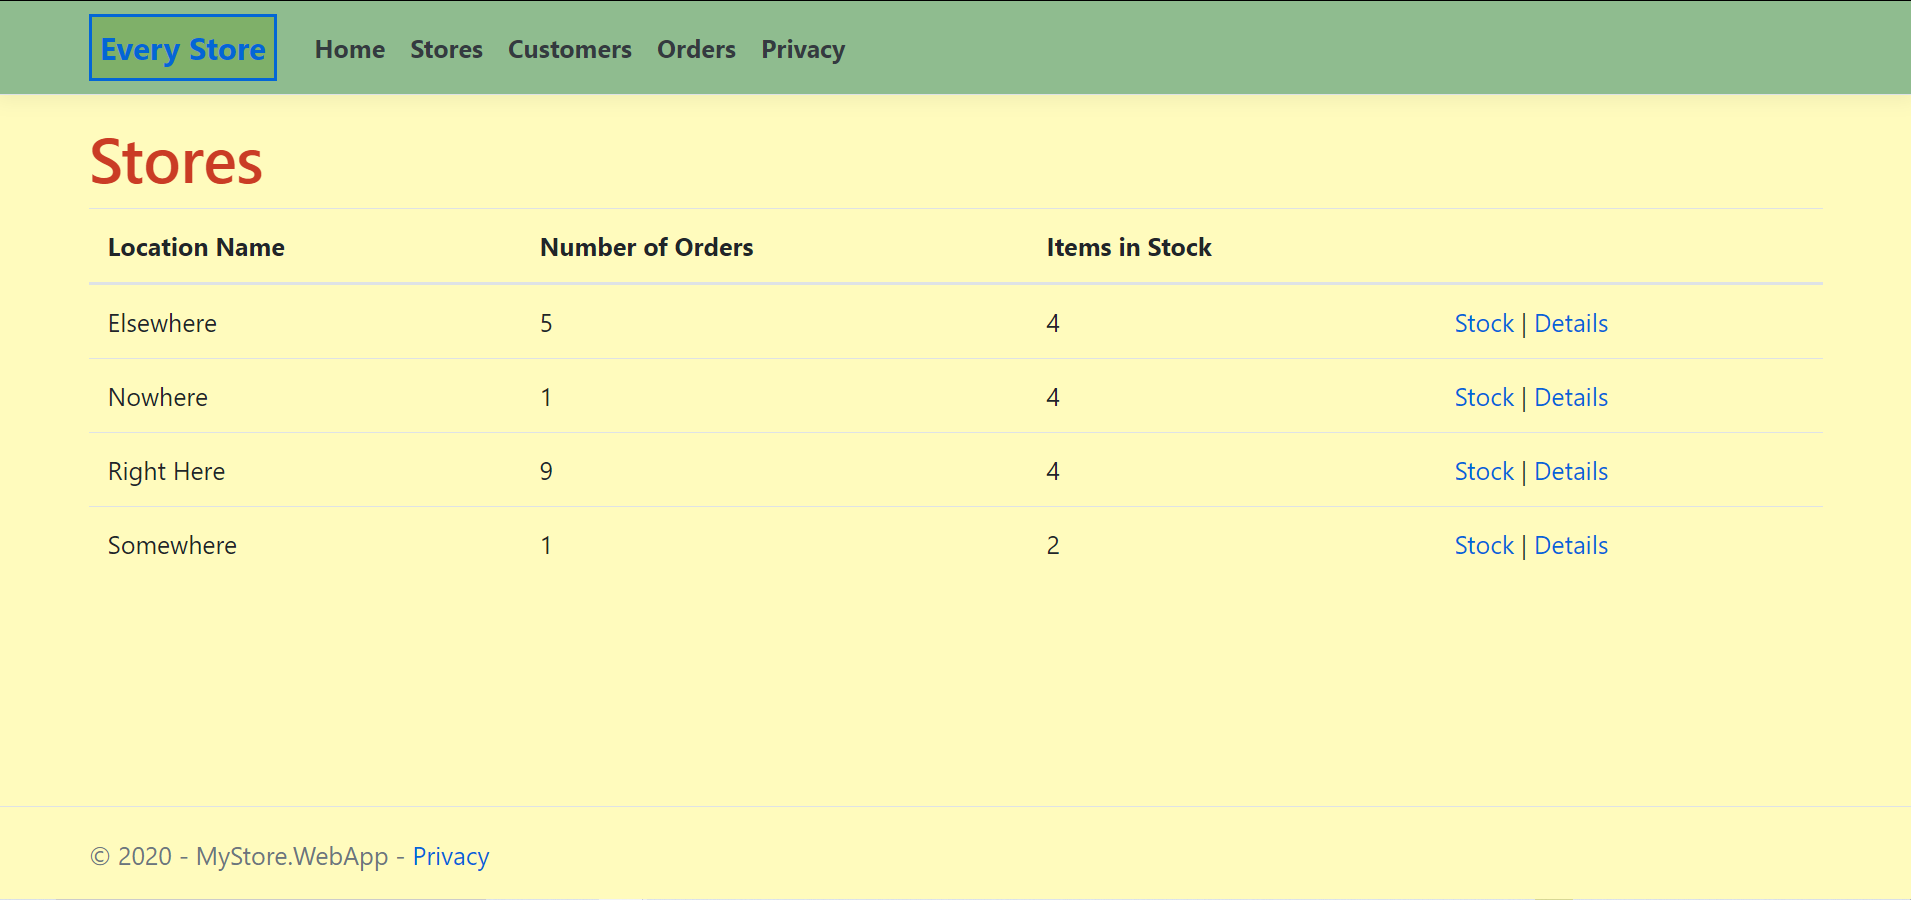 Every Store Home Stores Customers Orders Privacy
Stores
Location Name Number of Orders Items in Stock
Elsewhere 5 4 Stock | Details
Nowhere 1 4 Stock | Details
Right Here 9 4 Stock | Details
Somewhere 1 2 Stock | Details
© 2020 - MyStore.WebApp - Privacy